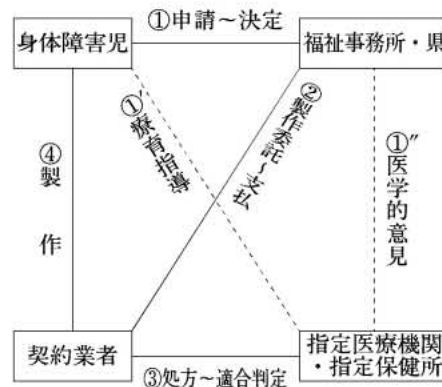 ①申請～決定
身体障害児
福祉事務所・県
①′療育指導
②製作委託～支払
①″医学的意見
④製作
契約業者
指定医療機関
・指定保健所
③処方～適合判定